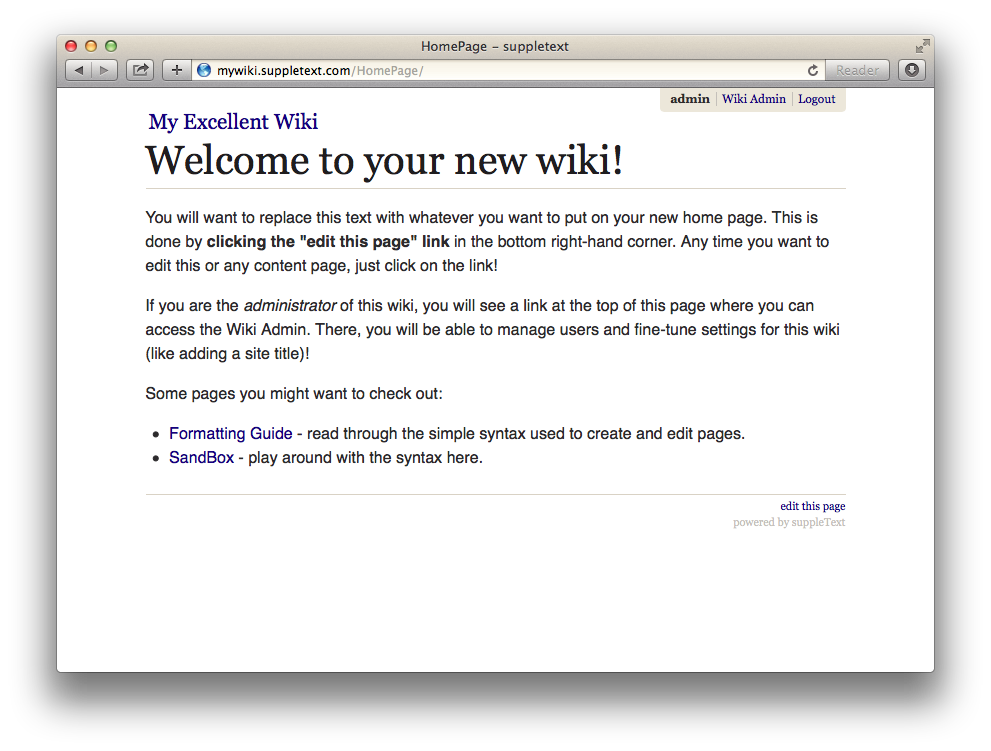 HomePage – suppletext
mywiki.suppletext.com/HomePage/
Reader
admin Wiki Admin Logout
My Excellent Wiki
Welcome to your new wiki!
You will want to replace this text with whatever you want to put on your new home page. This is
done by clicking the "edit this page" link in the bottom right-hand corner. Any time you want to
edit this or any content page, just click on the link!
If you are the administrator of this wiki, you will see a link at the top of this page where you can
access the Wiki Admin. There, you will be able to manage users and fine-tune settings for this wiki
(like adding a site title)!
Some pages you might want to check out:
• Formatting Guide - read through the simple syntax used to create and edit pages.
• SandBox - play around with the syntax here.
edit this page
powered by suppleText